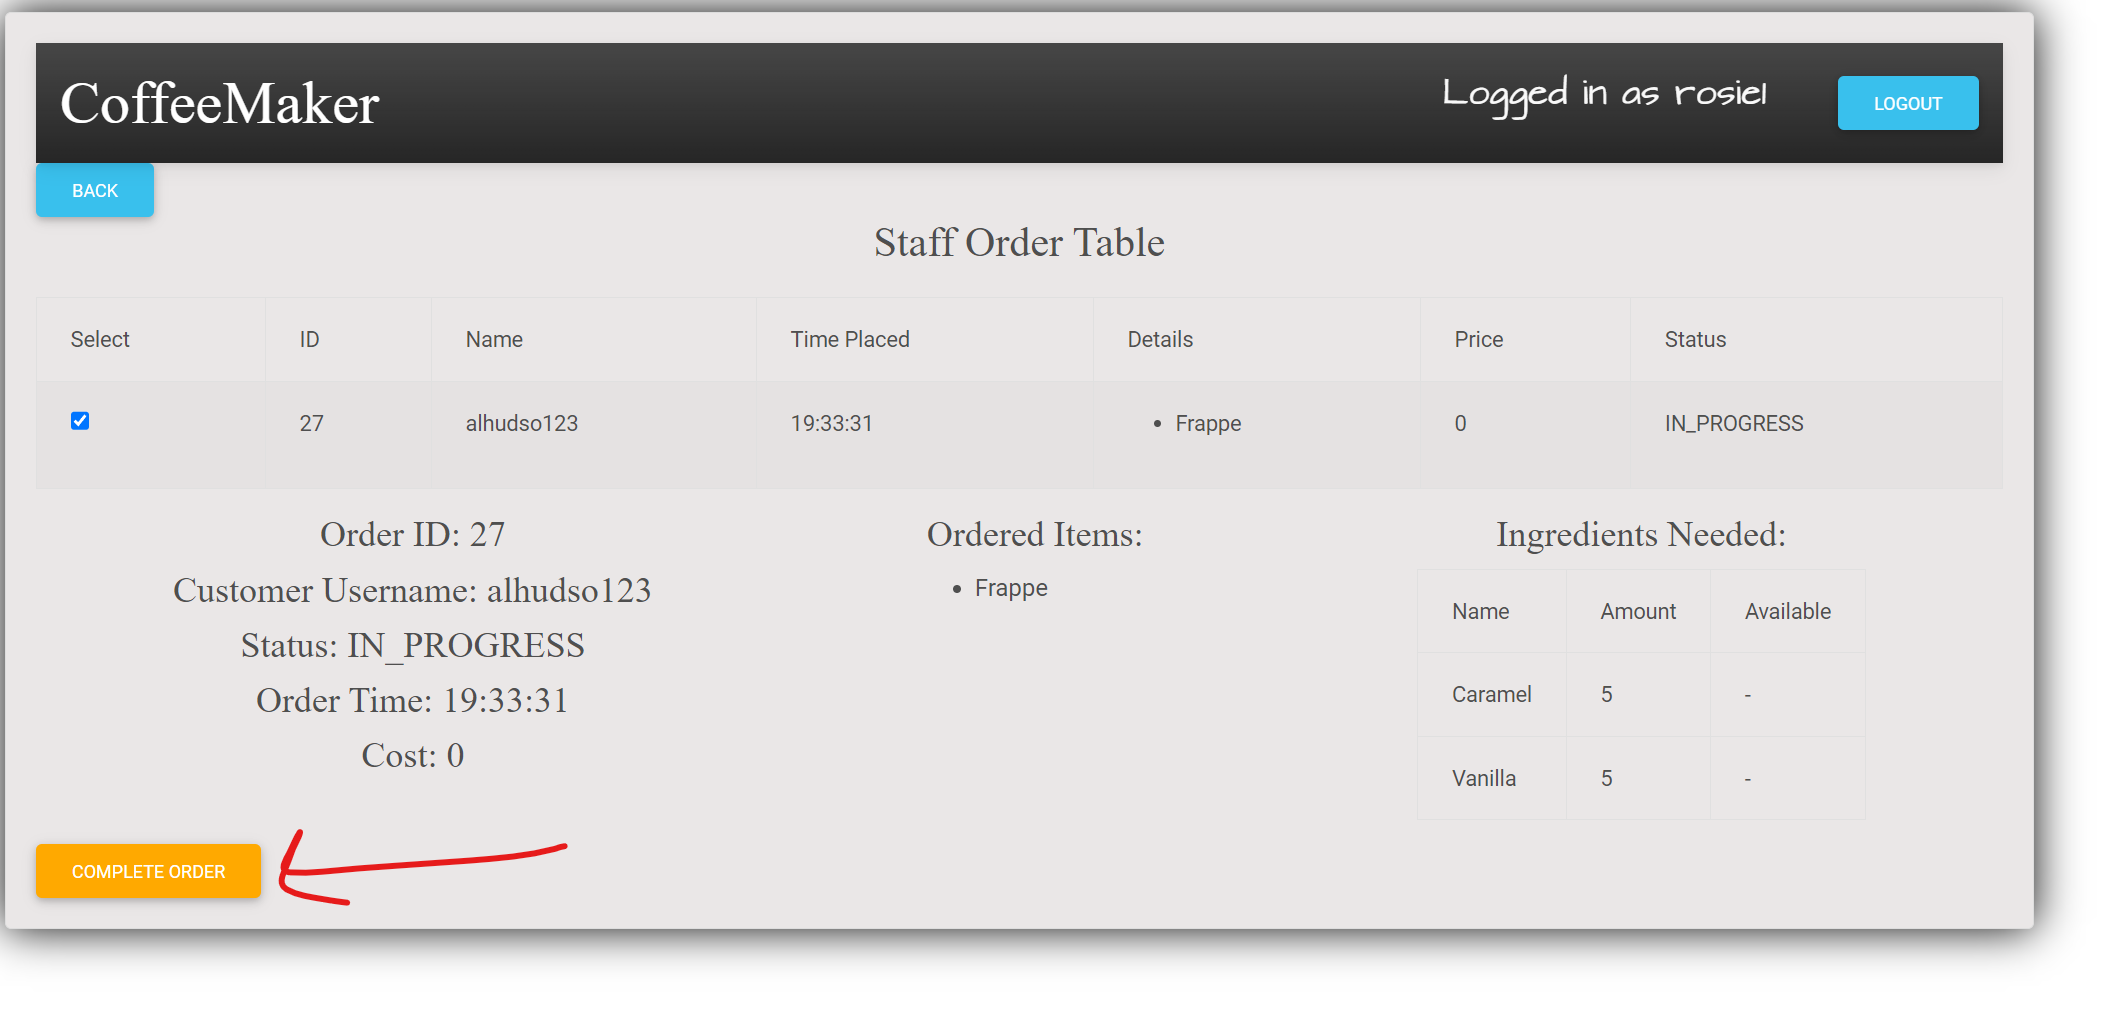 CoffeeMaker
Logged in as rosiel
LOGOUT
BACK
Staff Order Table
Select ID Name Time Placed Details Price Status
27 alhudso123 19:33:31 • Frappe 0 IN_PROGRESS
Order ID: 27
Customer Username: alhudso123
Status: IN_PROGRESS
Order Time: 19:33:31
Cost: 0
Ordered Items:
• Frappe
Ingredients Needed:
Name Amount Available
Caramel 5 -
Vanilla 5 -
COMPLETE ORDER